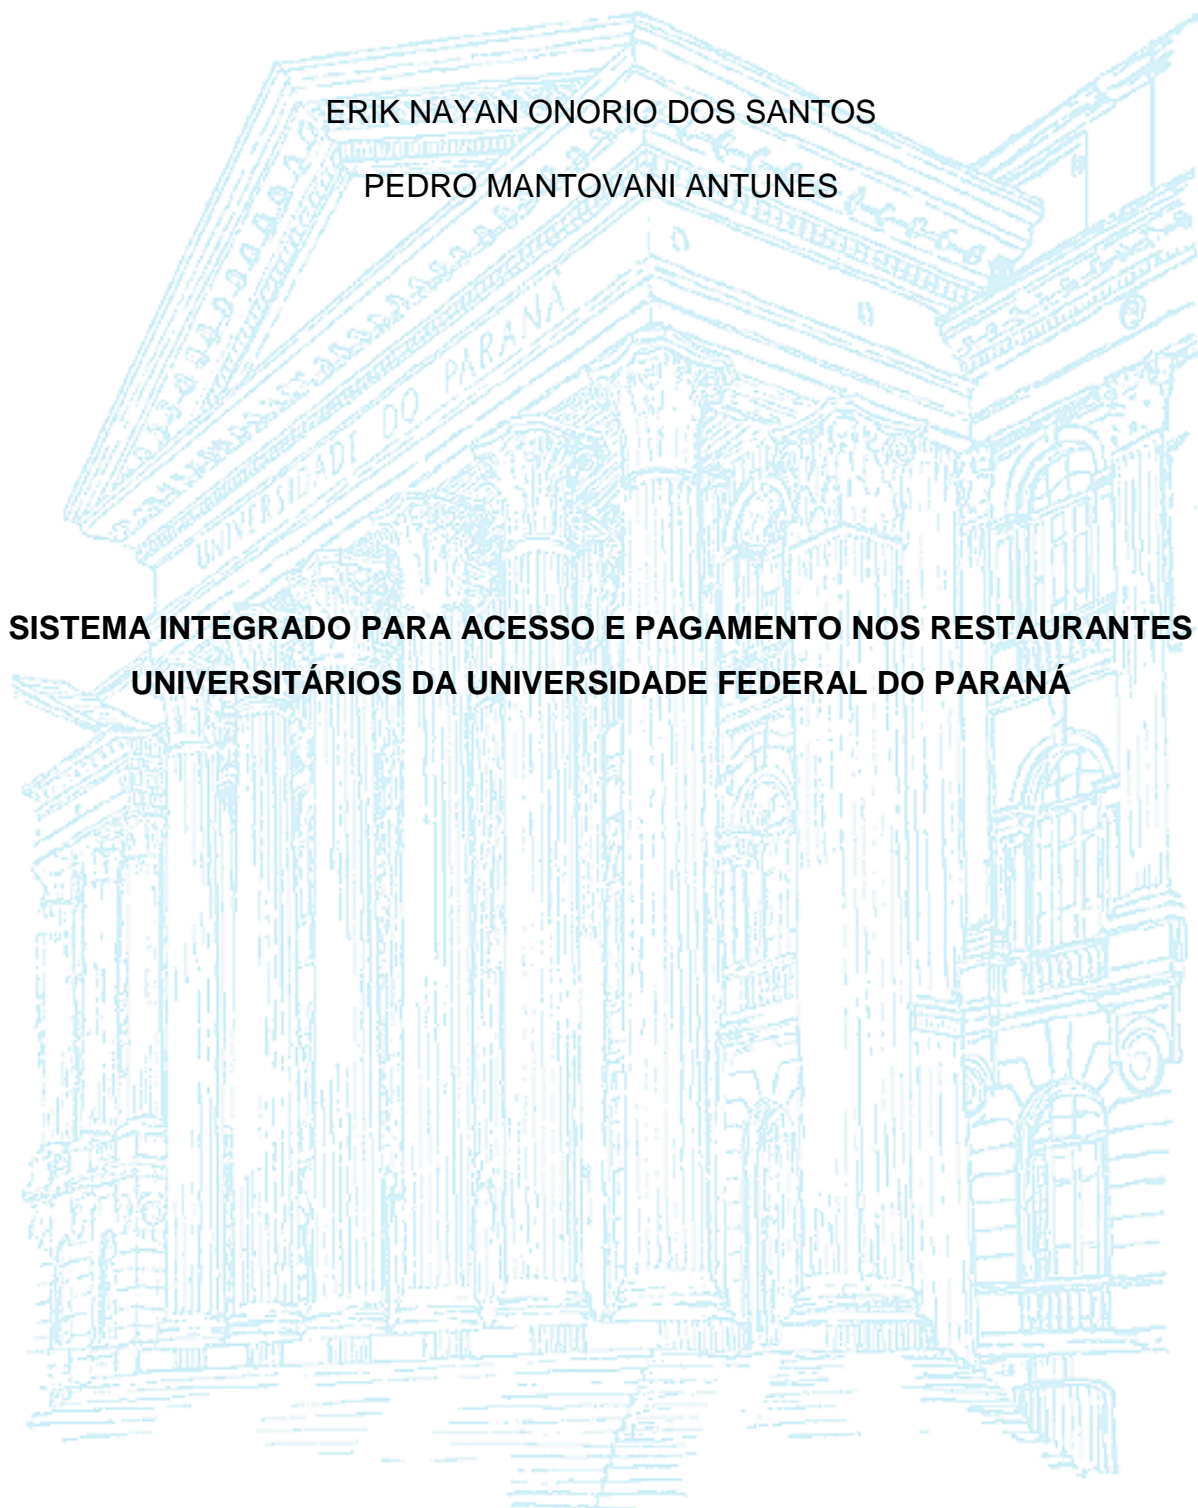 ERIK NAYAN ONORIO DOS SANTOS
PEDRO MANTOVANI ANTUNES
UNIVERSIDADE DO PARANÁ
SISTEMA INTEGRADO PARA ACESSO E PAGAMENTO NOS RESTAURANTES
UNIVERSITÁRIOS DA UNIVERSIDADE FEDERAL DO PARANÁ